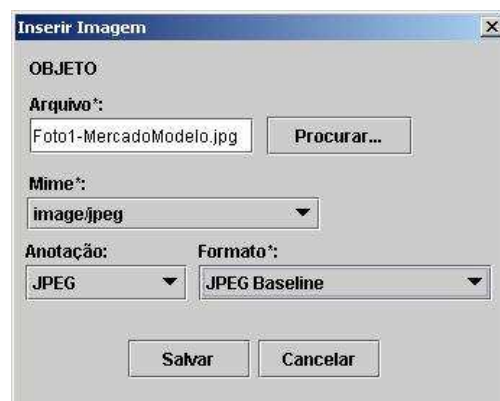 Inserir Imagem
OBJETO
Arquivo*:
Foto1-MercadoModelo.jpg
Procurar...
Mime*:
image/jpeg
Anotação: Formato*:
JPEG JPEG Baseline
Salvar Cancelar